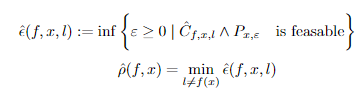 ϵ̂(f, x, l) := inf { ε ≥ 0 | Ĉ_{f,x,l} ∧ P_{x,ε} is feasable }
ρ̂(f, x) = min_{l≠f(x)} ϵ̂(f, x, l)